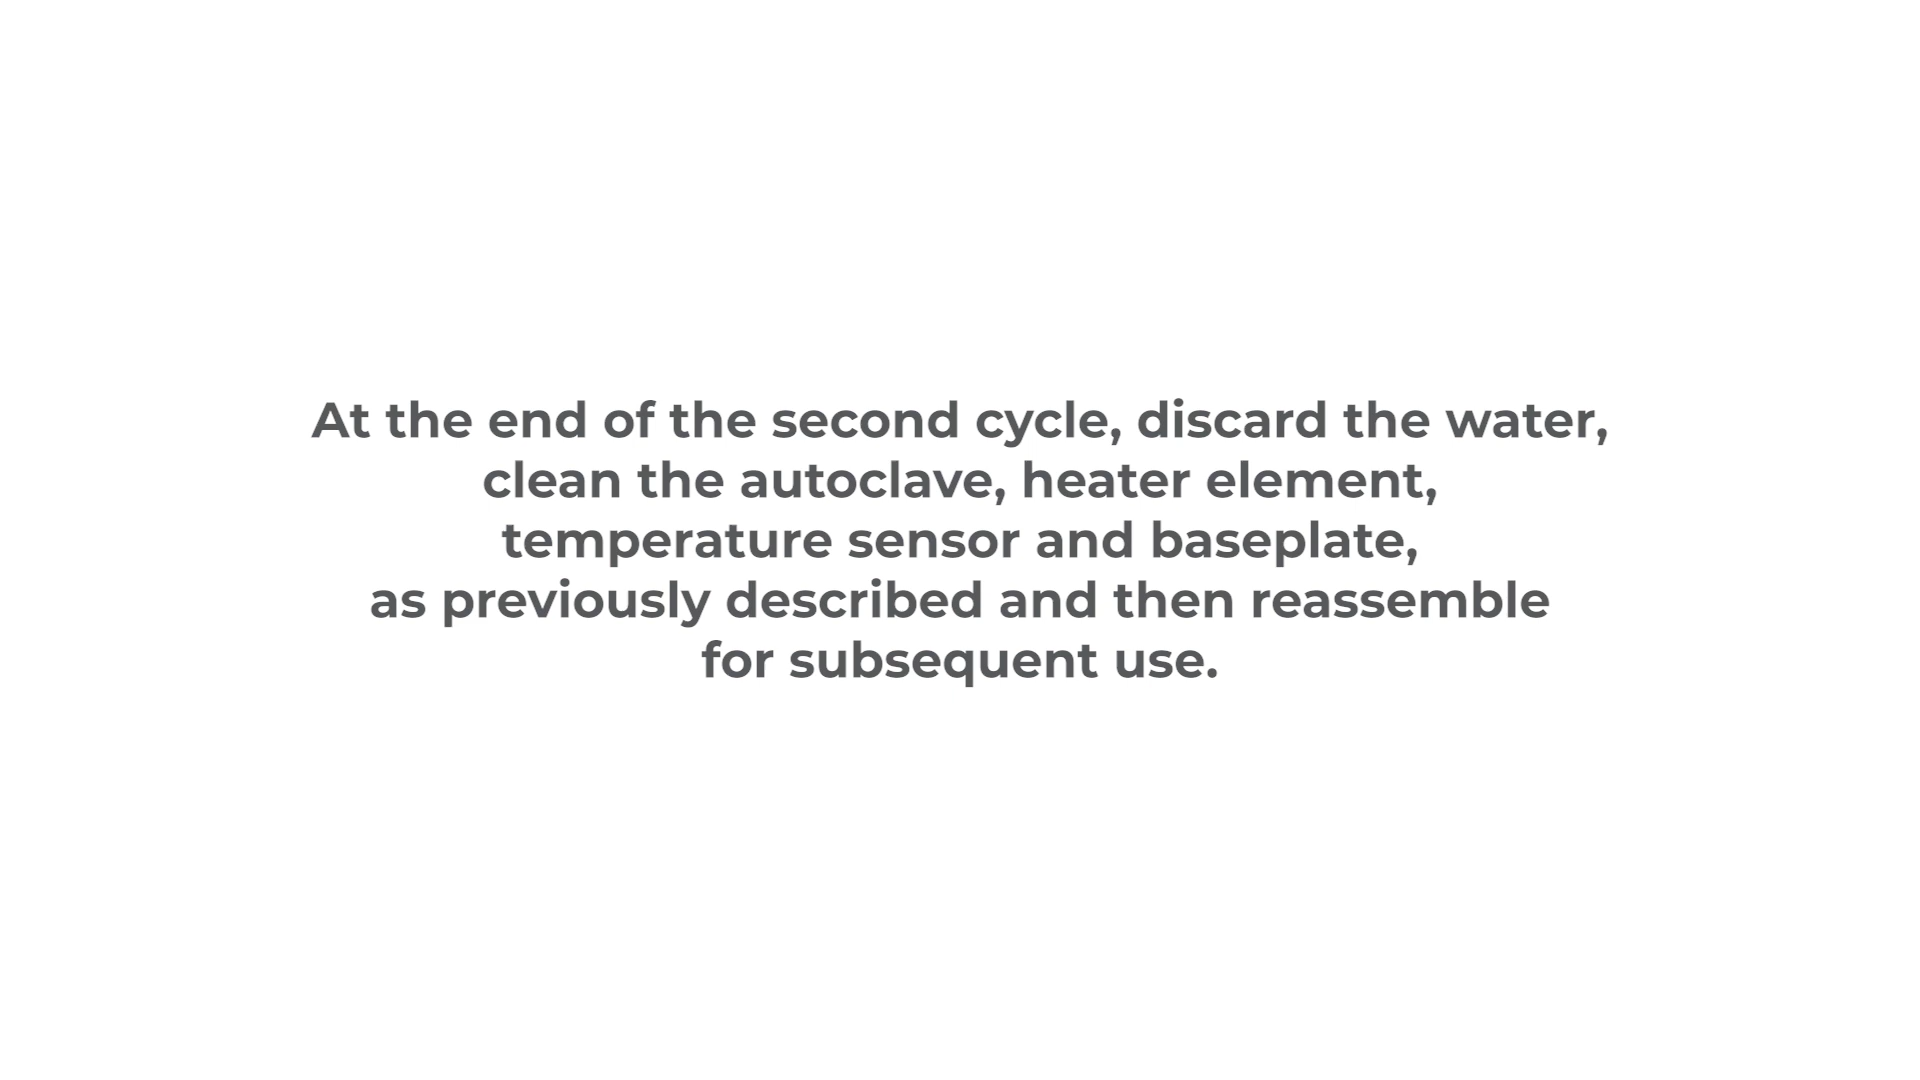 At the end of the second cycle, discard the water,
clean the autoclave, heater element,
temperature sensor and baseplate,
as previously described and then reassemble
for subsequent use.